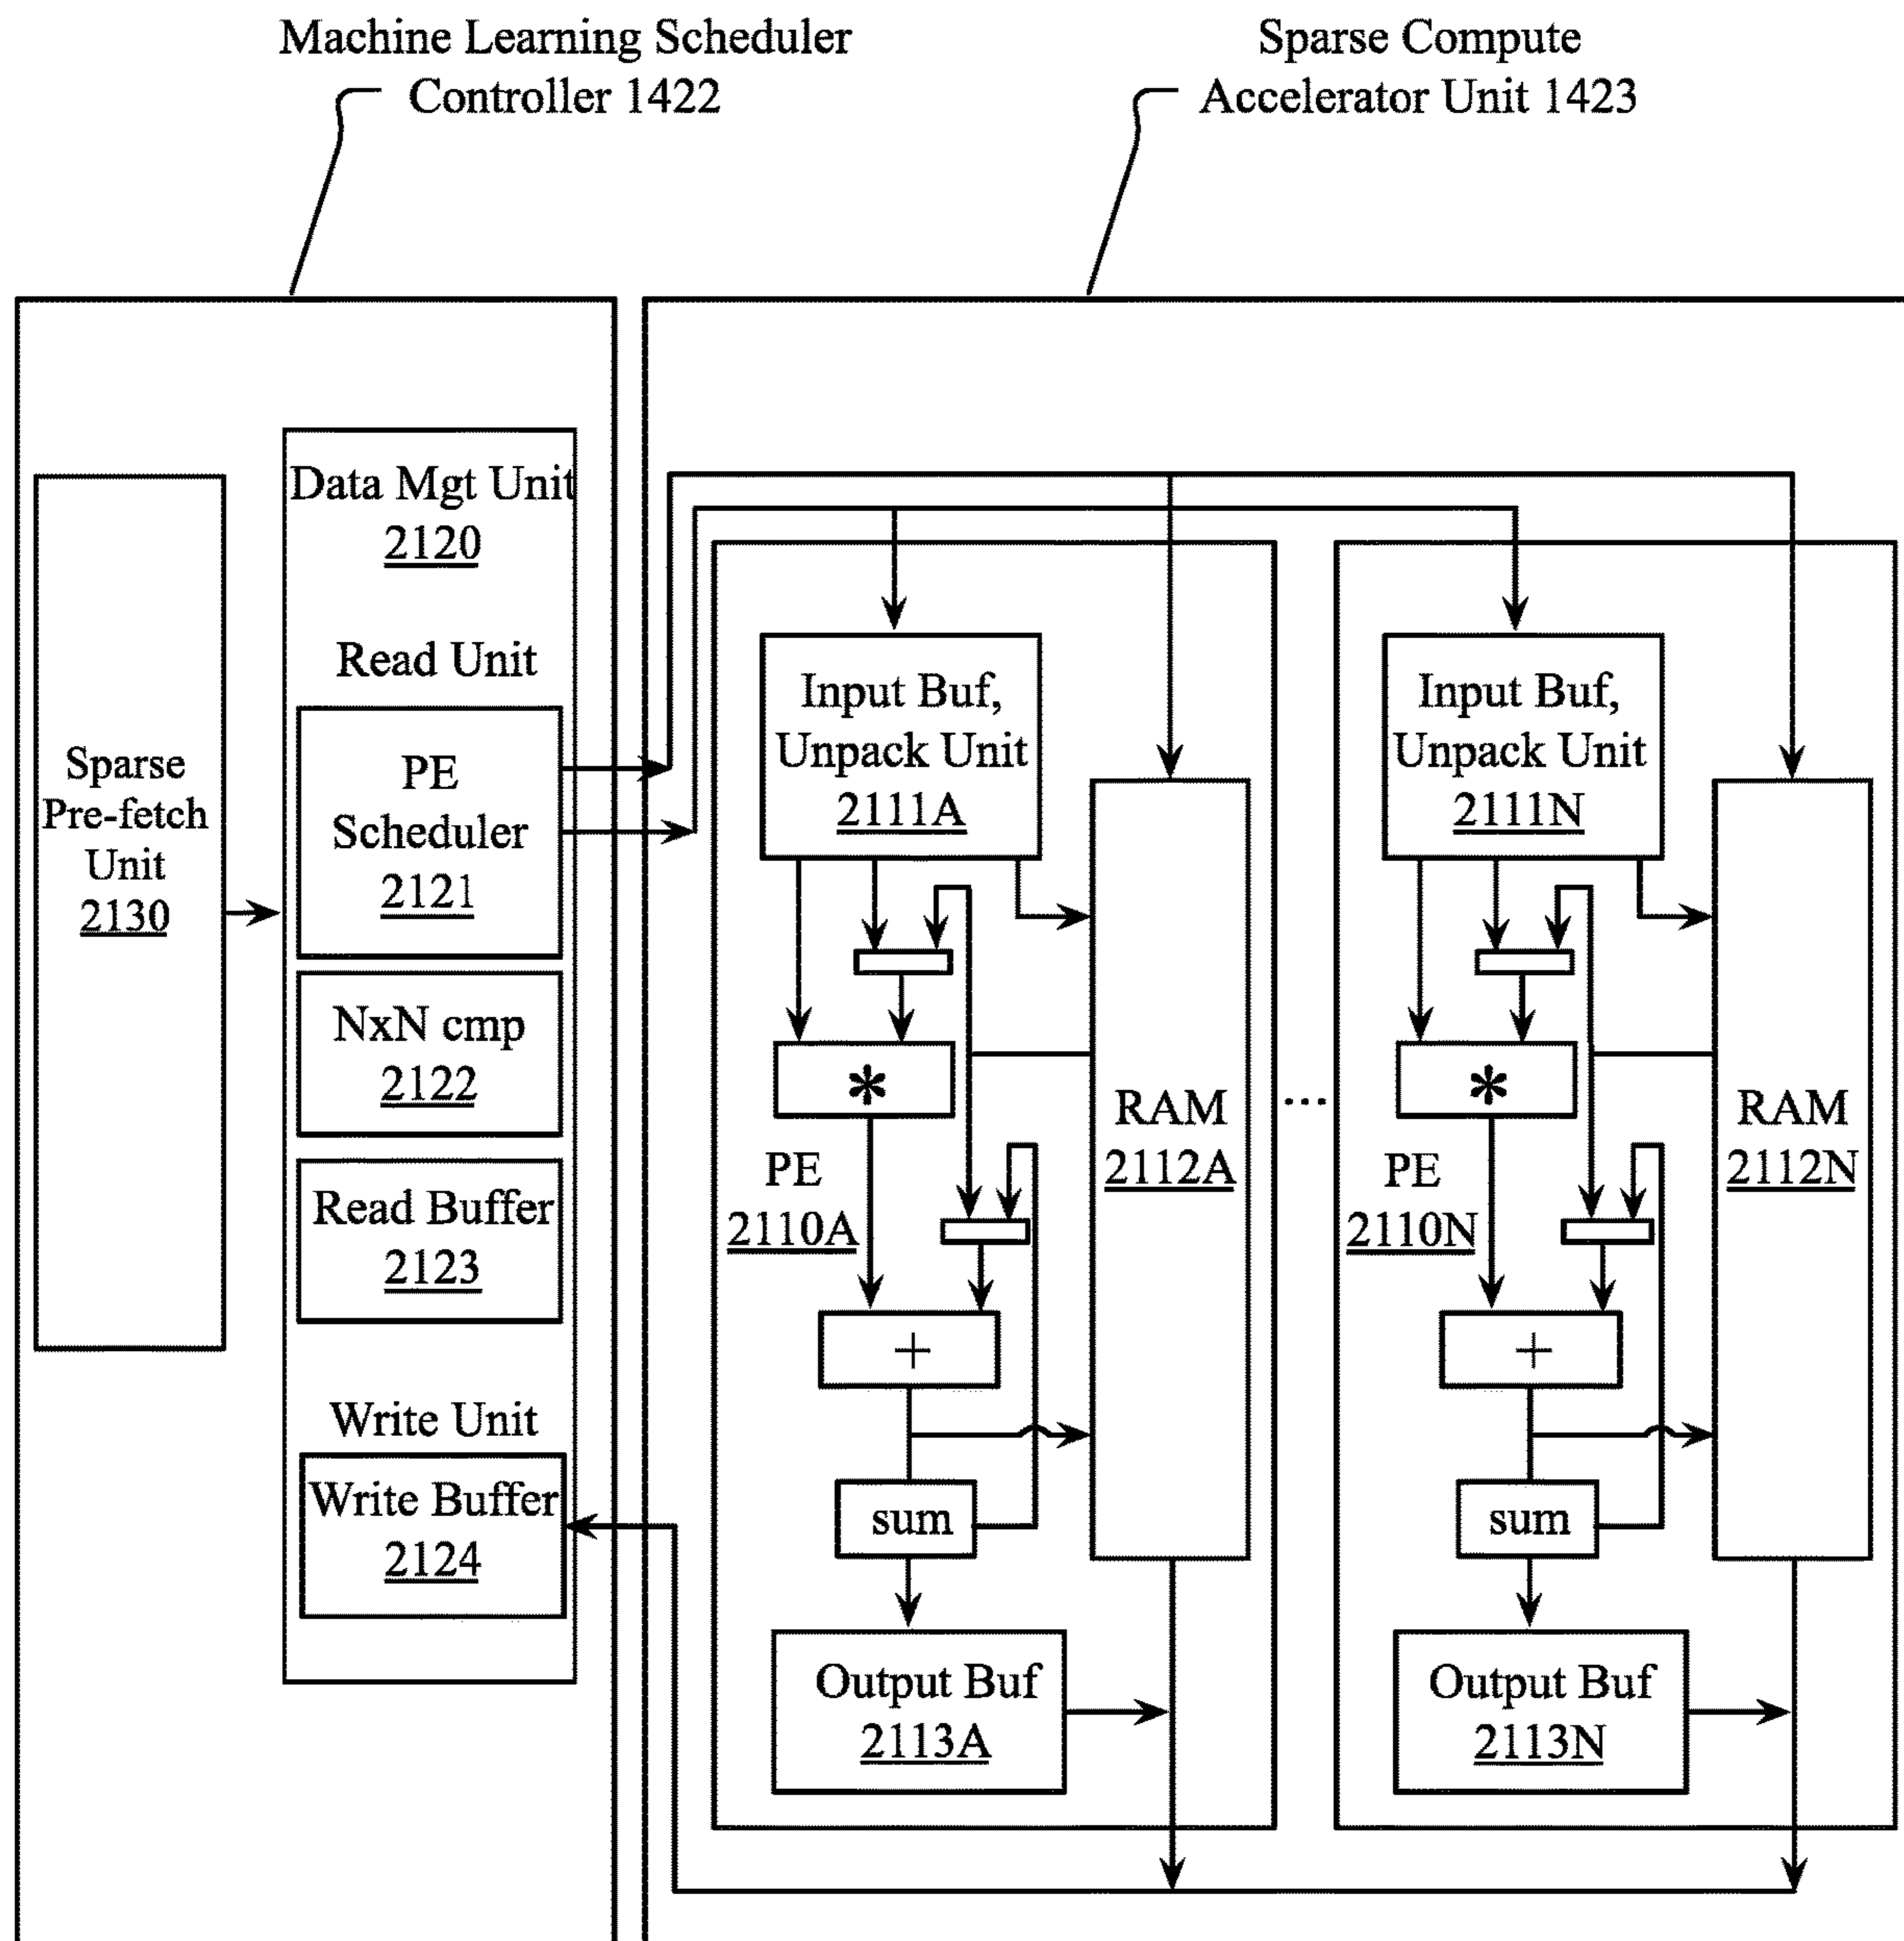 Machine Learning Scheduler
Controller 1422
Sparse Compute
Accelerator Unit 1423
Sparse
Pre-fetch
Unit
2130
Data Mgt Unit
2120
Read Unit
PE
Scheduler
2121
NxN cmp
2122
Read Buffer
2123
Write Unit
Write Buffer
2124
Input Buf,
Unpack Unit
2111A
*
PE
2110A
RAM
2112A
+
sum
Output Buf
2113A
...
Input Buf,
Unpack Unit
2111N
*
PE
2110N
RAM
2112N
+
sum
Output Buf
2113N